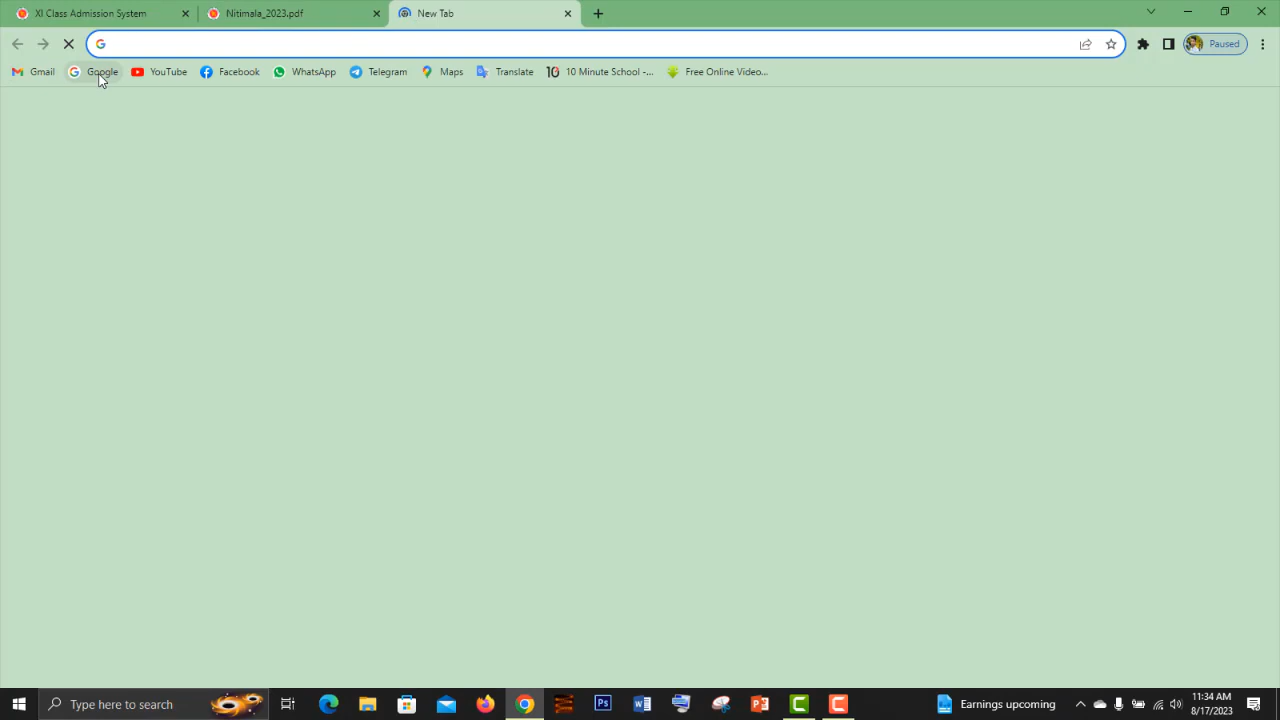 XI Class Admission System
Nitimala_2023.pdf
New Tab
Paused
Gmail
Google
YouTube
Facebook
WhatsApp
Telegram
Maps
Translate
10 Minute School -...
Free Online Video...
Type here to search
Earnings upcoming
11:34 AM
8/17/2023